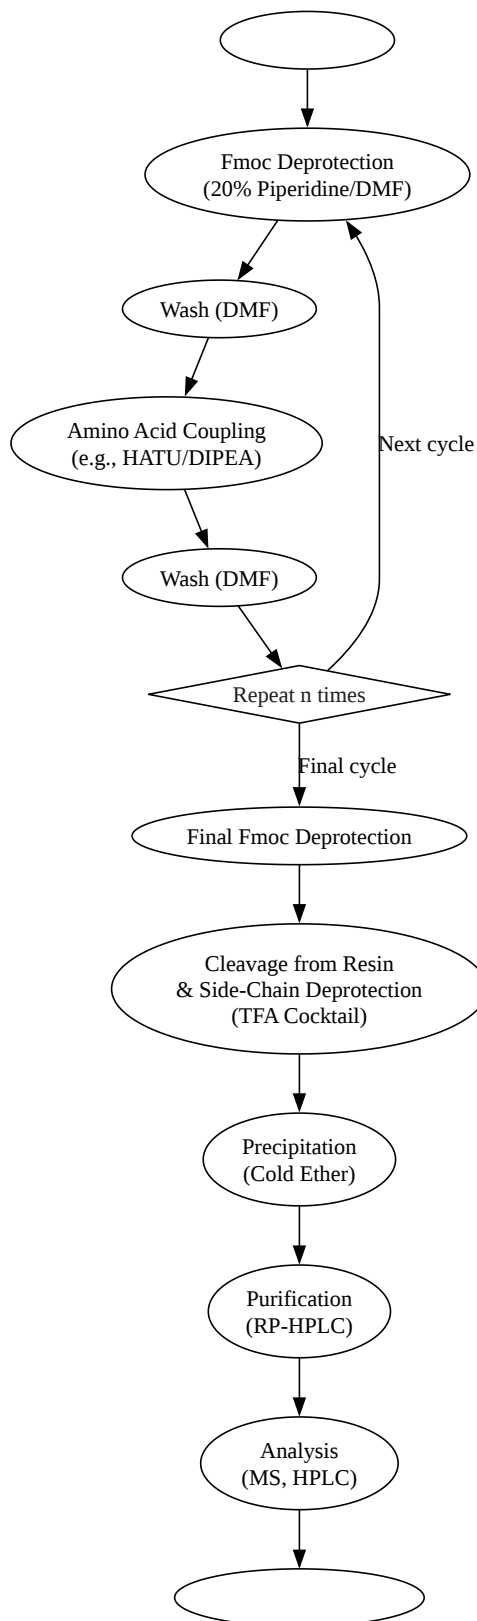 Fmoc Deprotection
(20% Piperidine/DMF)
Wash (DMF)
Amino Acid Coupling
(e.g., HATU/DIPEA)
Next cycle
Wash (DMF)
Repeat n times
Final cycle
Final Fmoc Deprotection
Cleavage from Resin
& Side-Chain Deprotection
(TFA Cocktail)
Precipitation
(Cold Ether)
Purification
(RP-HPLC)
Analysis
(MS, HPLC)